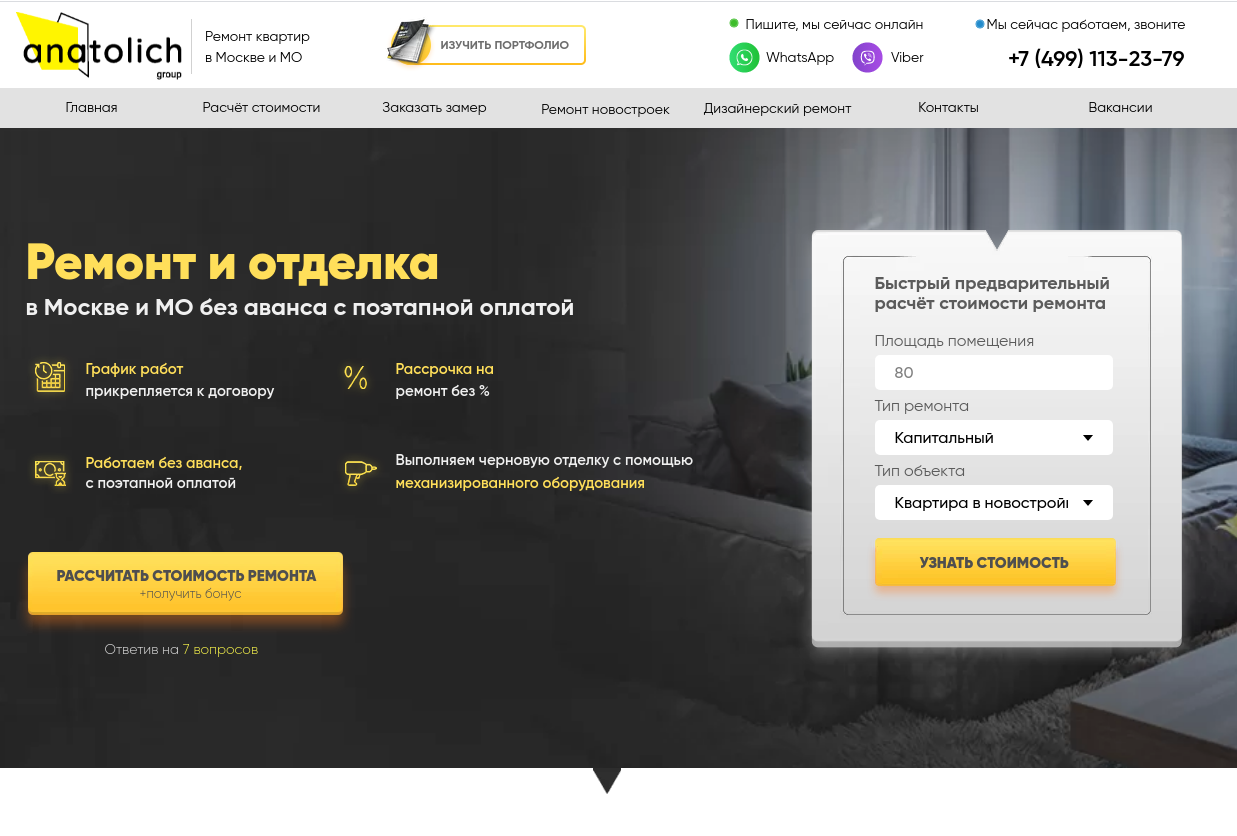 anatolich
group
Ремонт квартир
в Москве и МО
ИЗУЧИТЬ ПОРТФОЛИО
Пишите, мы сейчас онлайн
WhatsApp
Viber
Мы сейчас работаем, звоните
+7 (499) 113-23-79
Главная
Расчёт стоимости
Заказать замер
Ремонт новостроек
Дизайнерский ремонт
Контакты
Вакансии
Ремонт и отделка
в Москве и МО без аванса с поэтапной оплатой
График работ
прикрепляется к договору
Рассрочка на
ремонт без %
Работаем без аванса,
с поэтапной оплатой
Выполняем черновую отделку с помощью
механизированного оборудования
РАССЧИТАТЬ СТОИМОСТЬ РЕМОНТА
+получить бонус
Ответив на 7 вопросов
Быстрый предварительный
расчёт стоимости ремонта
Площадь помещения
80
Тип ремонта
Капитальный
Тип объекта
Квартира в новострой
УЗНАТЬ СТОИМОСТЬ